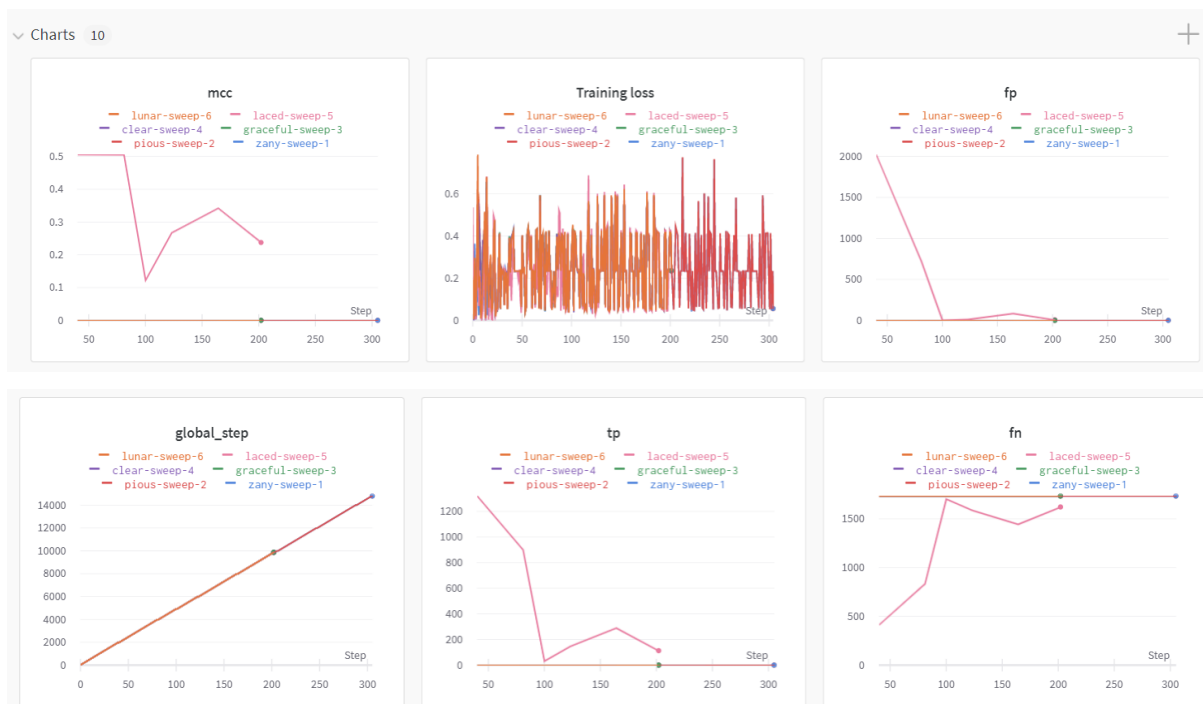 Charts 10
mcc
lunar-sweep-6 laced-sweep-5
clear-sweep-4 graceful-sweep-3
pious-sweep-2 zany-sweep-1
0.5
0.4
0.3
0.2
0.1
0
Step
50 100 150 200 250 300
Training loss
lunar-sweep-6 laced-sweep-5
clear-sweep-4 graceful-sweep-3
pious-sweep-2 zany-sweep-1
0.6
0.4
0.2
0
Step
0 50 100 150 200 250 300
fp
lunar-sweep-6 laced-sweep-5
clear-sweep-4 graceful-sweep-3
pious-sweep-2 zany-sweep-1
2000
1500
1000
500
0
Step
50 100 150 200 250 300
global_step
lunar-sweep-6 laced-sweep-5
clear-sweep-4 graceful-sweep-3
pious-sweep-2 zany-sweep-1
14000
12000
10000
8000
6000
4000
2000
0
Step
0 50 100 150 200 250 300
tp
lunar-sweep-6 laced-sweep-5
clear-sweep-4 graceful-sweep-3
pious-sweep-2 zany-sweep-1
1200
1000
800
600
400
200
0
Step
50 100 150 200 250 300
fn
lunar-sweep-6 laced-sweep-5
clear-sweep-4 graceful-sweep-3
pious-sweep-2 zany-sweep-1
1500
1000
500
0
Step
50 100 150 200 250 300